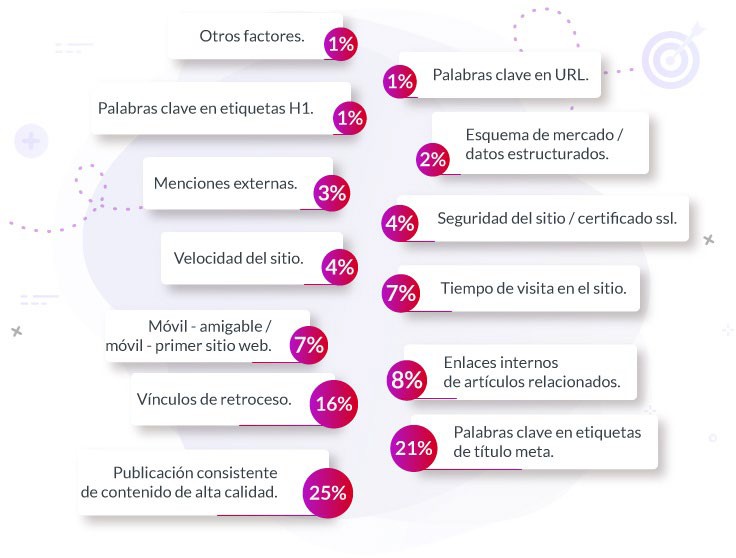 Otros factores.
1%
Palabras clave en URL.
1%
Palabras clave en etiquetas H1.
1%
Esquema de mercado /
datos estructurados.
2%
Menciones externas.
3%
Seguridad del sitio / certificado ssl.
4%
Velocidad del sitio.
4%
Tiempo de visita en el sitio.
7%
Móvil - amigable /
móvil - primer sitio web.
7%
Enlaces internos
de artículos relacionados.
8%
Vínculos de retroceso.
16%
Palabras clave en etiquetas
de título meta.
21%
Publicación consistente
de contenido de alta calidad.
25%